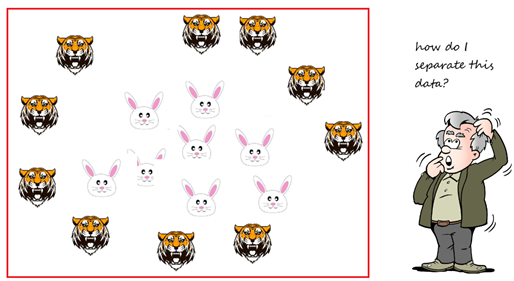 how do I
separate this
data?